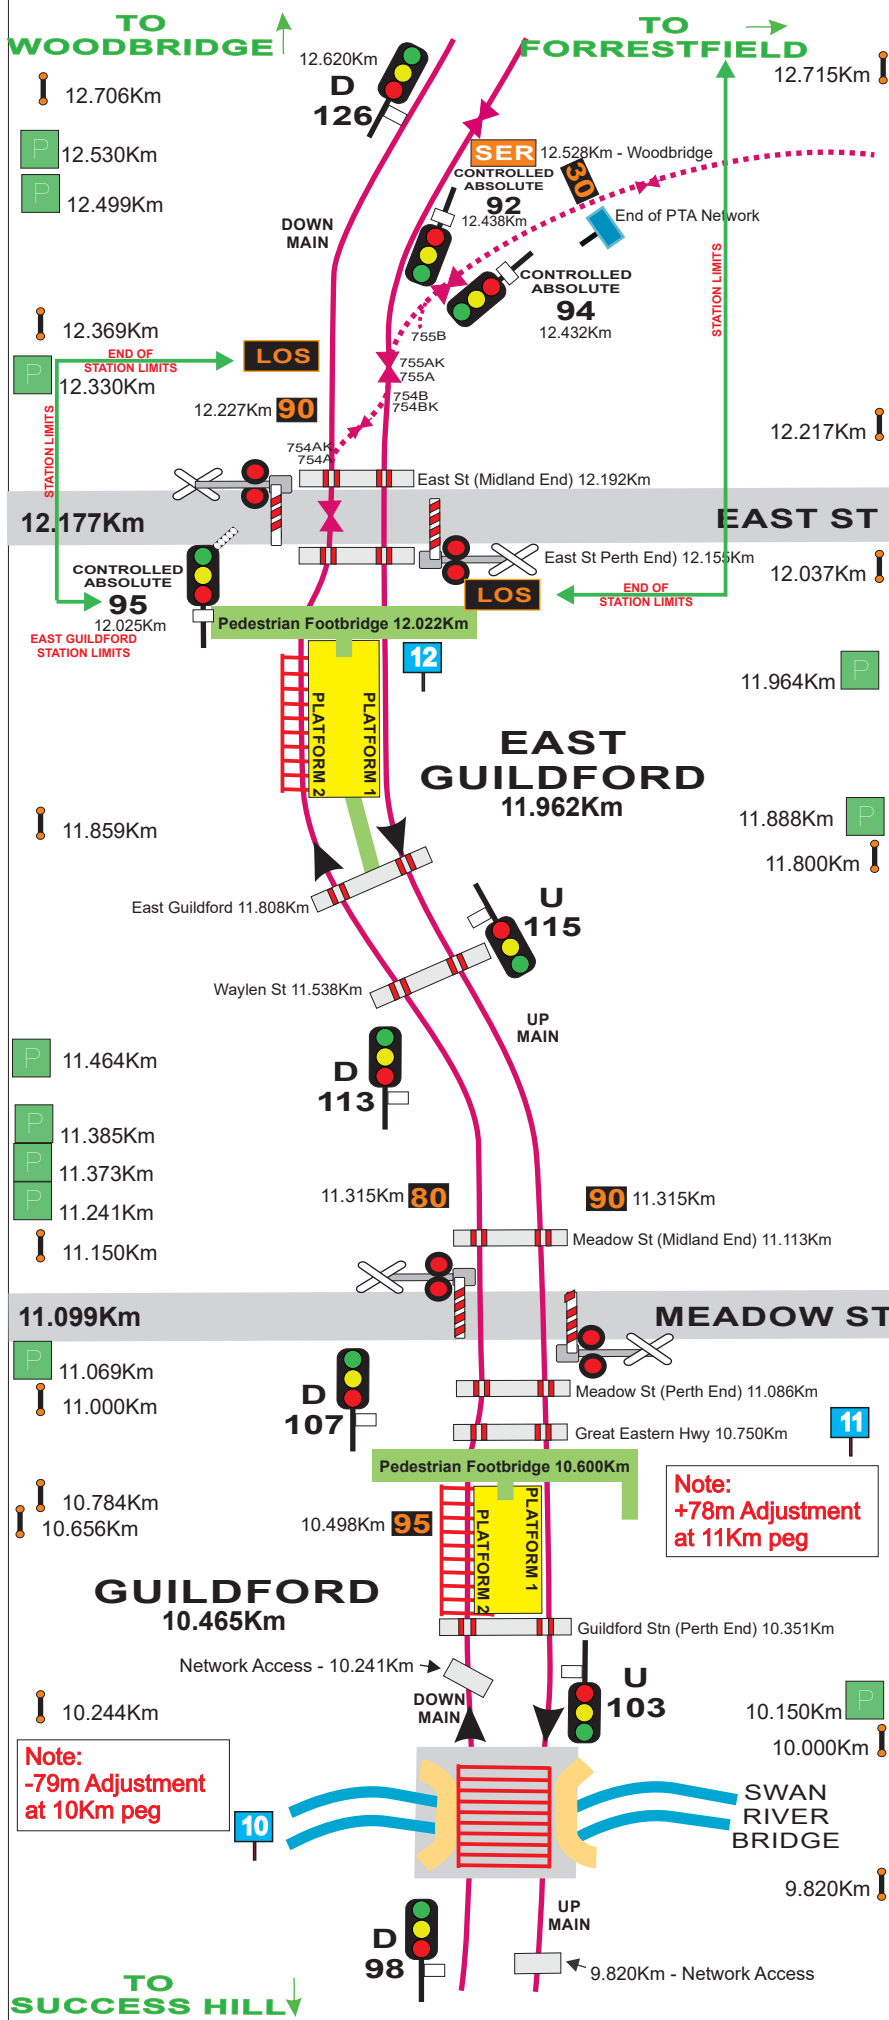 TO
WOODBRIDGE
TO
FORRESTFIELD
12.620Km
D
126
12.706Km
12.715Km
P
12.530Km
P
12.499Km
SER
12.528Km - Woodbridge
CONTROLLED
ABSOLUTE
92
12.438Km
30
End of PTA Network
DOWN
MAIN
CONTROLLED
ABSOLUTE
94
12.432Km
STATION LIMITS
755B
12.369Km
END OF
STATION LIMITS
LOS
P
12.330Km
755AK
755A
754B
754BK
12.227Km
90
12.217Km
STATION LIMITS
754AK
754A
East St (Midland End) 12.192Km
12.177Km
EAST ST
East St Perth End) 12.155Km
12.037Km
CONTROLLED
ABSOLUTE
95
12.025Km
LOS
END OF
STATION LIMITS
EAST GUILDFORD
STATION LIMITS
Pedestrian Footbridge 12.022Km
12
PLATFORM 2
PLATFORM 1
11.964Km
P
EAST
GUILDFORD
11.962Km
11.859Km
11.888Km
P
11.800Km
East Guildford 11.808Km
U
115
Waylen St 11.538Km
UP
MAIN
P
11.464Km
D
113
P
11.385Km
P
11.373Km
P
11.241Km
11.315Km
80
90
11.315Km
11.150Km
Meadow St (Midland End) 11.113Km
11.099Km
MEADOW ST
P
11.069Km
11.000Km
D
107
Meadow St (Perth End) 11.086Km
Great Eastern Hwy 10.750Km
11
Pedestrian Footbridge 10.600Km
10.784Km
10.656Km
10.498Km
95
PLATFORM 2
PLATFORM 1
Note:
+78m Adjustment
at 11Km peg
GUILDFORD
10.465Km
Guildford Stn (Perth End) 10.351Km
Network Access - 10.241Km
U
103
DOWN
MAIN
10.244Km
10.150Km
P
10.000Km
Note:
-79m Adjustment
at 10Km peg
10
SWAN
RIVER
BRIDGE
9.820Km
UP
MAIN
D
98
9.820Km - Network Access
TO
SUCCESS HILL